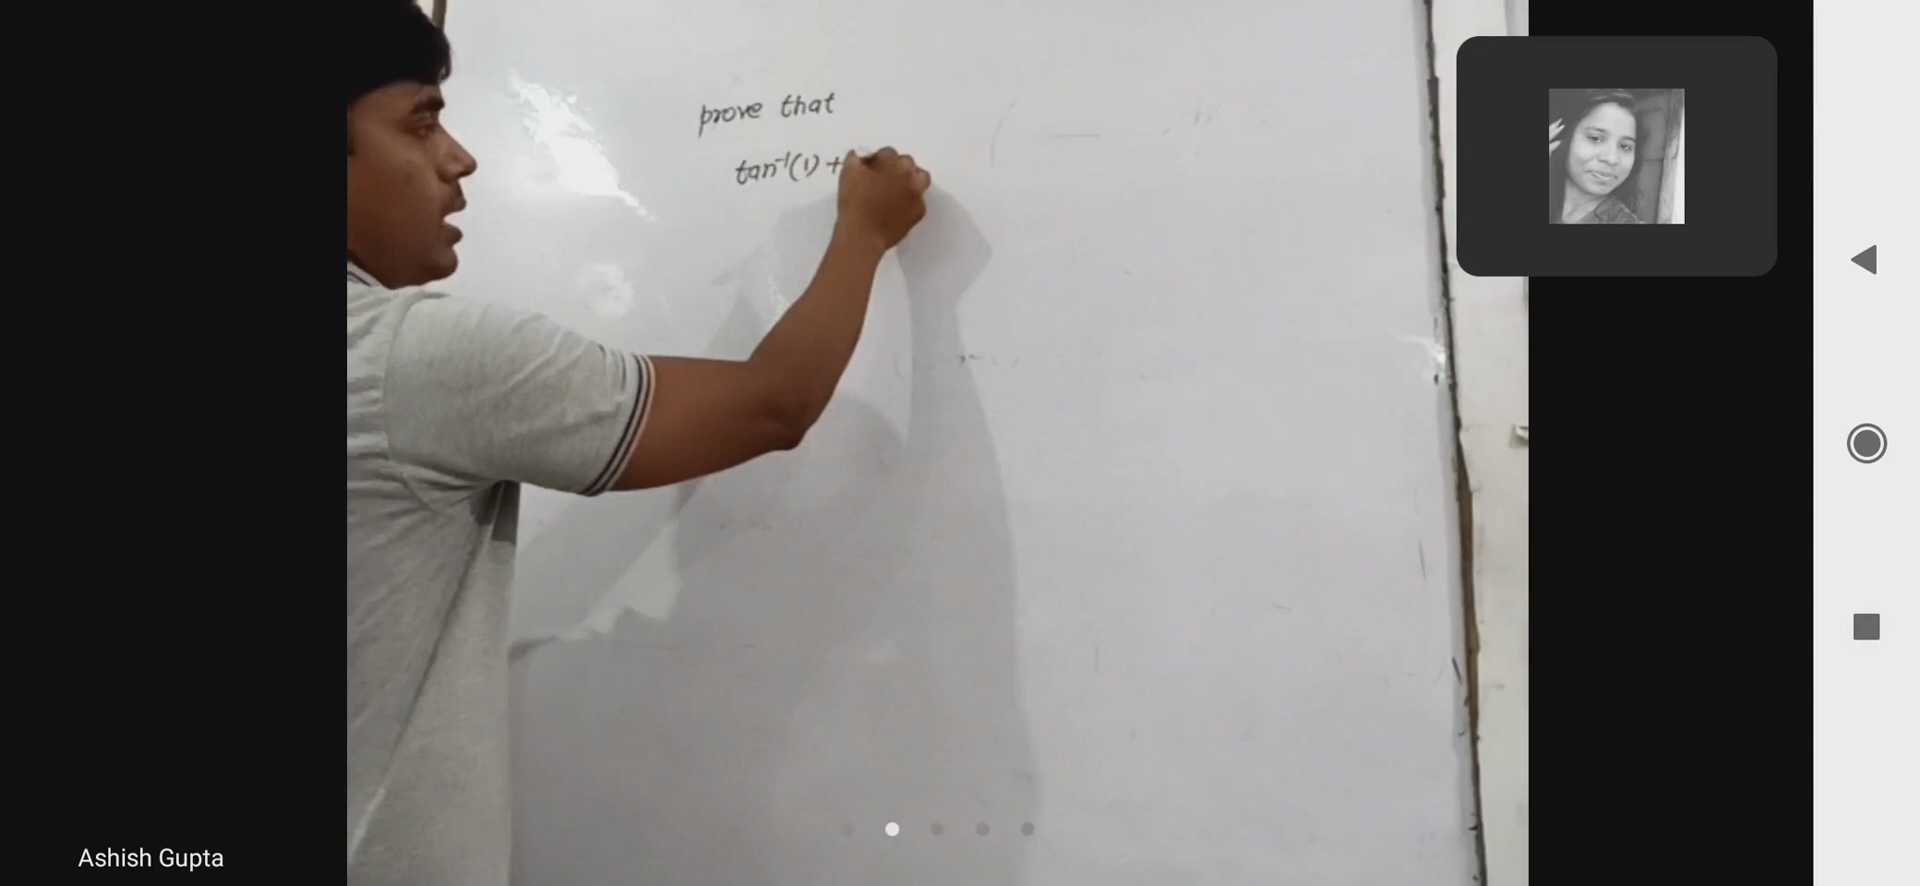 prove that
tan⁻¹(1) +
Ashish Gupta